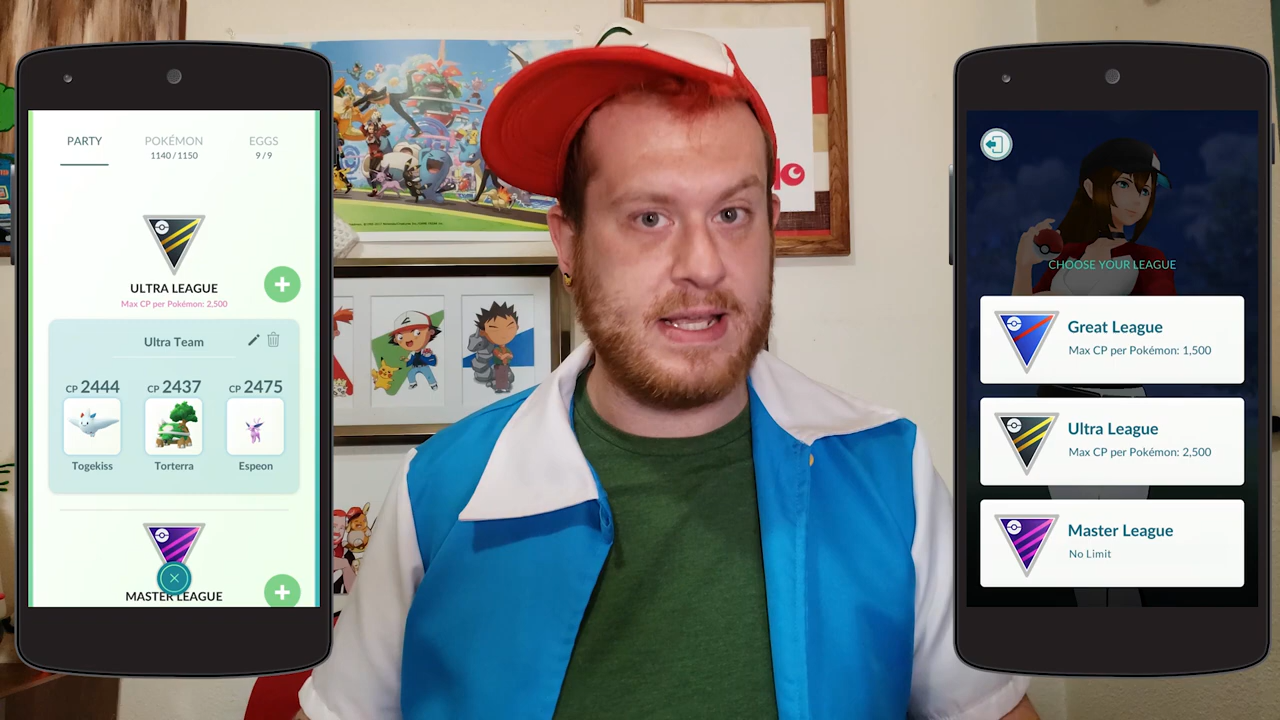 PARTY
POKÉMON
EGGS
1140 / 1150
9 / 9
ULTRA LEAGUE
Max CP per Pokémon: 2,500
Ultra Team
CP 2444
CP 2437
CP 2475
Togekiss
Torterra
Espeon
MASTER LEAGUE
CHOOSE YOUR LEAGUE
Great League
Max CP per Pokémon: 1,500
Ultra League
Max CP per Pokémon: 2,500
Master League
No Limit